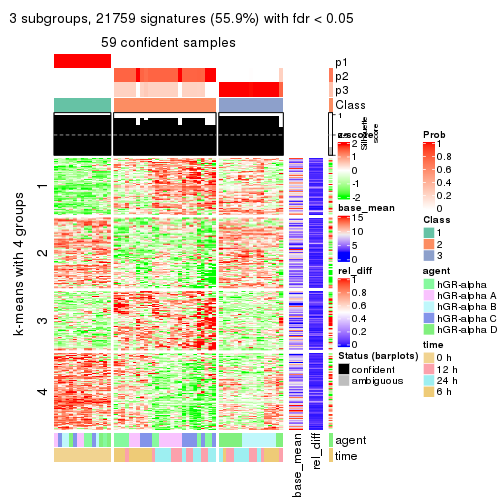 3 subgroups, 21759 signatures (55.9%) with fdr < 0.05
59 confident samples
p1
p2
p3
Class
1
Silhouette
score
k-means with 4 groups
1
2
3
4
agent
time
base_mean
rel_diff
z-score
2
1
0
-1
-2
base_mean
15
10
5
0
rel_diff
1
0.8
0.6
0.4
0.2
0
Status (barplots)
confident
ambiguous
Prob
1
0.8
0.6
0.4
0.2
0
Class
1
2
3
agent
hGR-alpha
hGR-alpha A
hGR-alpha B
hGR-alpha C
hGR-alpha D
time
0 h
12 h
24 h
6 h